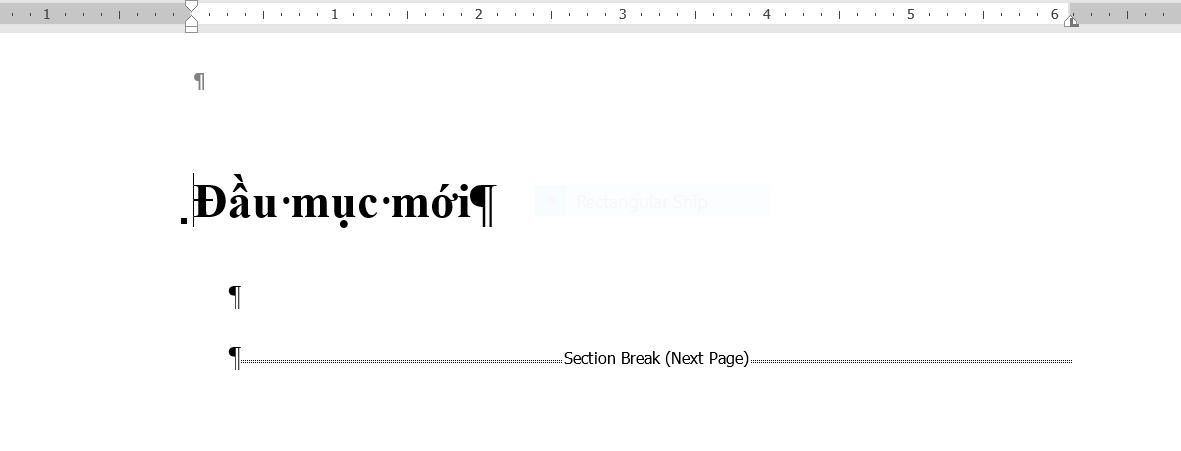 1 1 2 3 4 5 6
¶
Đầu·mục·mới¶
Rectangular Snip
¶
¶ Section Break (Next Page)